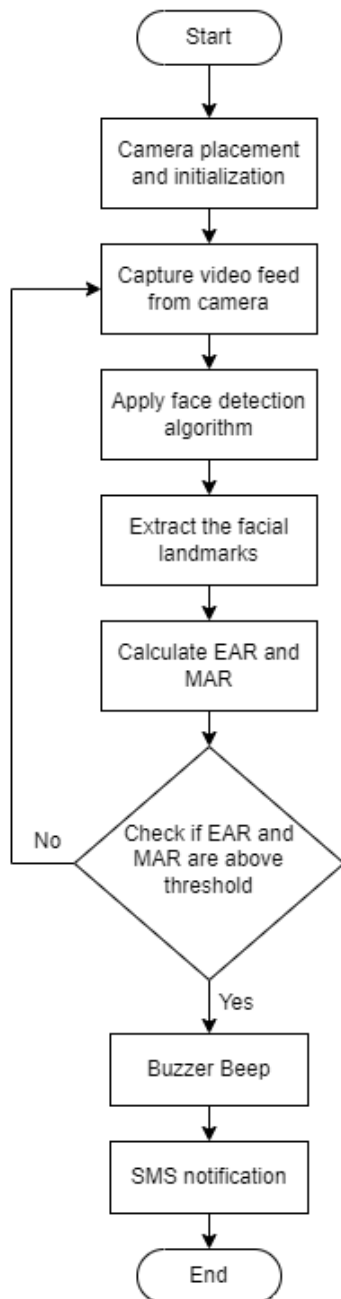 Start
Camera placement
and initialization
Capture video feed
from camera
Apply face detection
algorithm
Extract the facial
landmarks
Calculate EAR and
MAR
Check if EAR and
MAR are above
threshold
No
Yes
Buzzer Beep
SMS notification
End